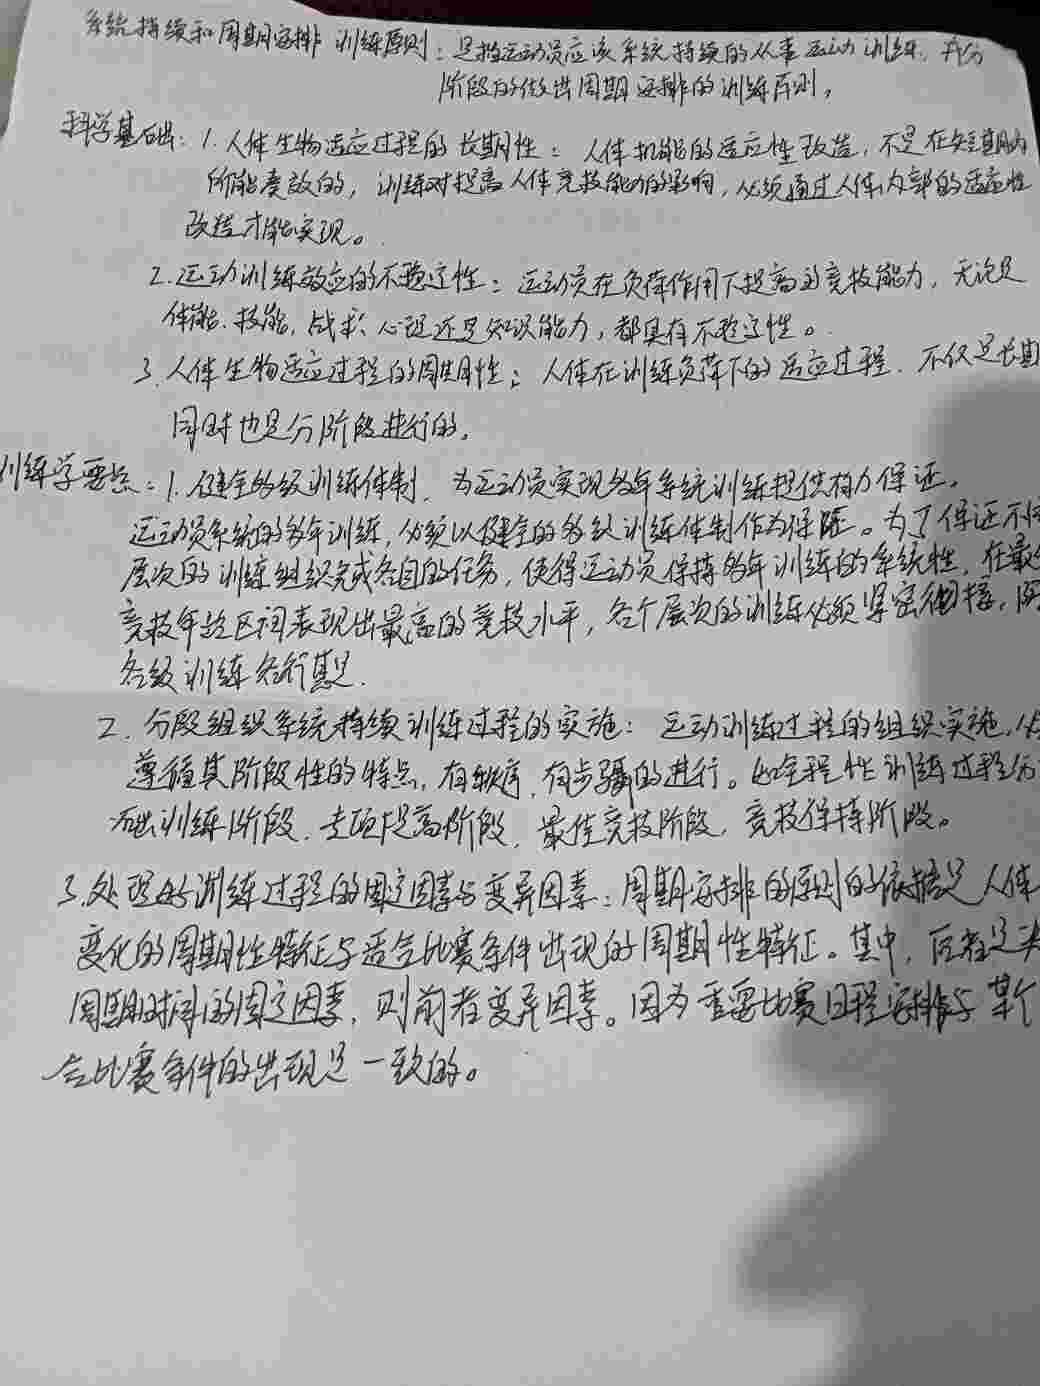 系统持续和周期安排训练原则：是指运动员应该系统持续的从事运动训练，并分
阶段的做出周期安排的训练原则，
科学基础：1.人体生物适应过程的长期性：人体机能的适应性改造，不是在短期内
所能奏效的，训练对提高人体竞技能力的影响，必须通过人体内部的适应性
改造才能实现。
2.运动训练效应的不稳定性：运动员在负荷作用下提高的竞技能力，无论是
体能、技能、战术、心理还是知识能力，都具有不稳定性。
3.人体生物适应过程的周期性：人体在训练负荷下的适应过程，不仅是长期
同时也是分阶段进行的。
训练学要点：1.健全多级训练体制，为运动员实现多年系统训练提供有力保证。
运动员系统的多年训练，必须以健全的多级训练体制作为保障。为了保证不同
层次的训练组织完成各自的任务，使得运动员保持多年训练的系统性，在最
竞技年龄区间表现出最高的竞技水平，各个层次的训练必须紧密衔接，
各级训练各行其是.
2.分段组织系统持续训练过程的实施：运动训练过程的组织实施，
遵循其阶段性的特点，有秩序，有步骤的进行。如全程性训练过程分
础训练阶段、专项提高阶段、最佳竞技阶段、竞技保持阶段。
3.处理好训练过程的固定因素与变异因素：周期安排的原则的依据是人体
变化的周期性特征与适合比赛条件出现的周期性特征。其中，后者是决
周期时间的固定因素，则前者变异因素。因为重要比赛日程安排与某个
合比赛条件的出现是一致的。